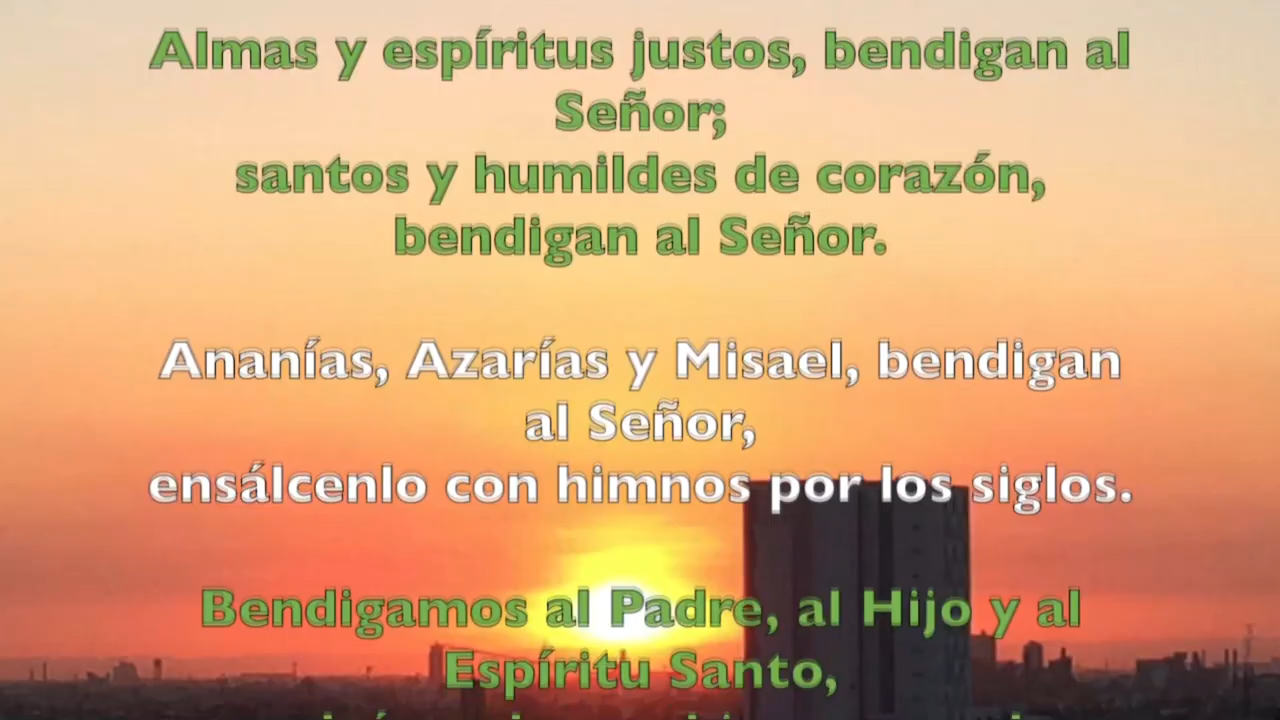 Almas y espíritus justos, bendigan al
Señor;
santos y humildes de corazón,
bendigan al Señor.
Ananías, Azarías y Misael, bendigan
al Señor,
ensálcenlo con himnos por los siglos.
Bendigamos al Padre, al Hijo y al
Espíritu Santo,